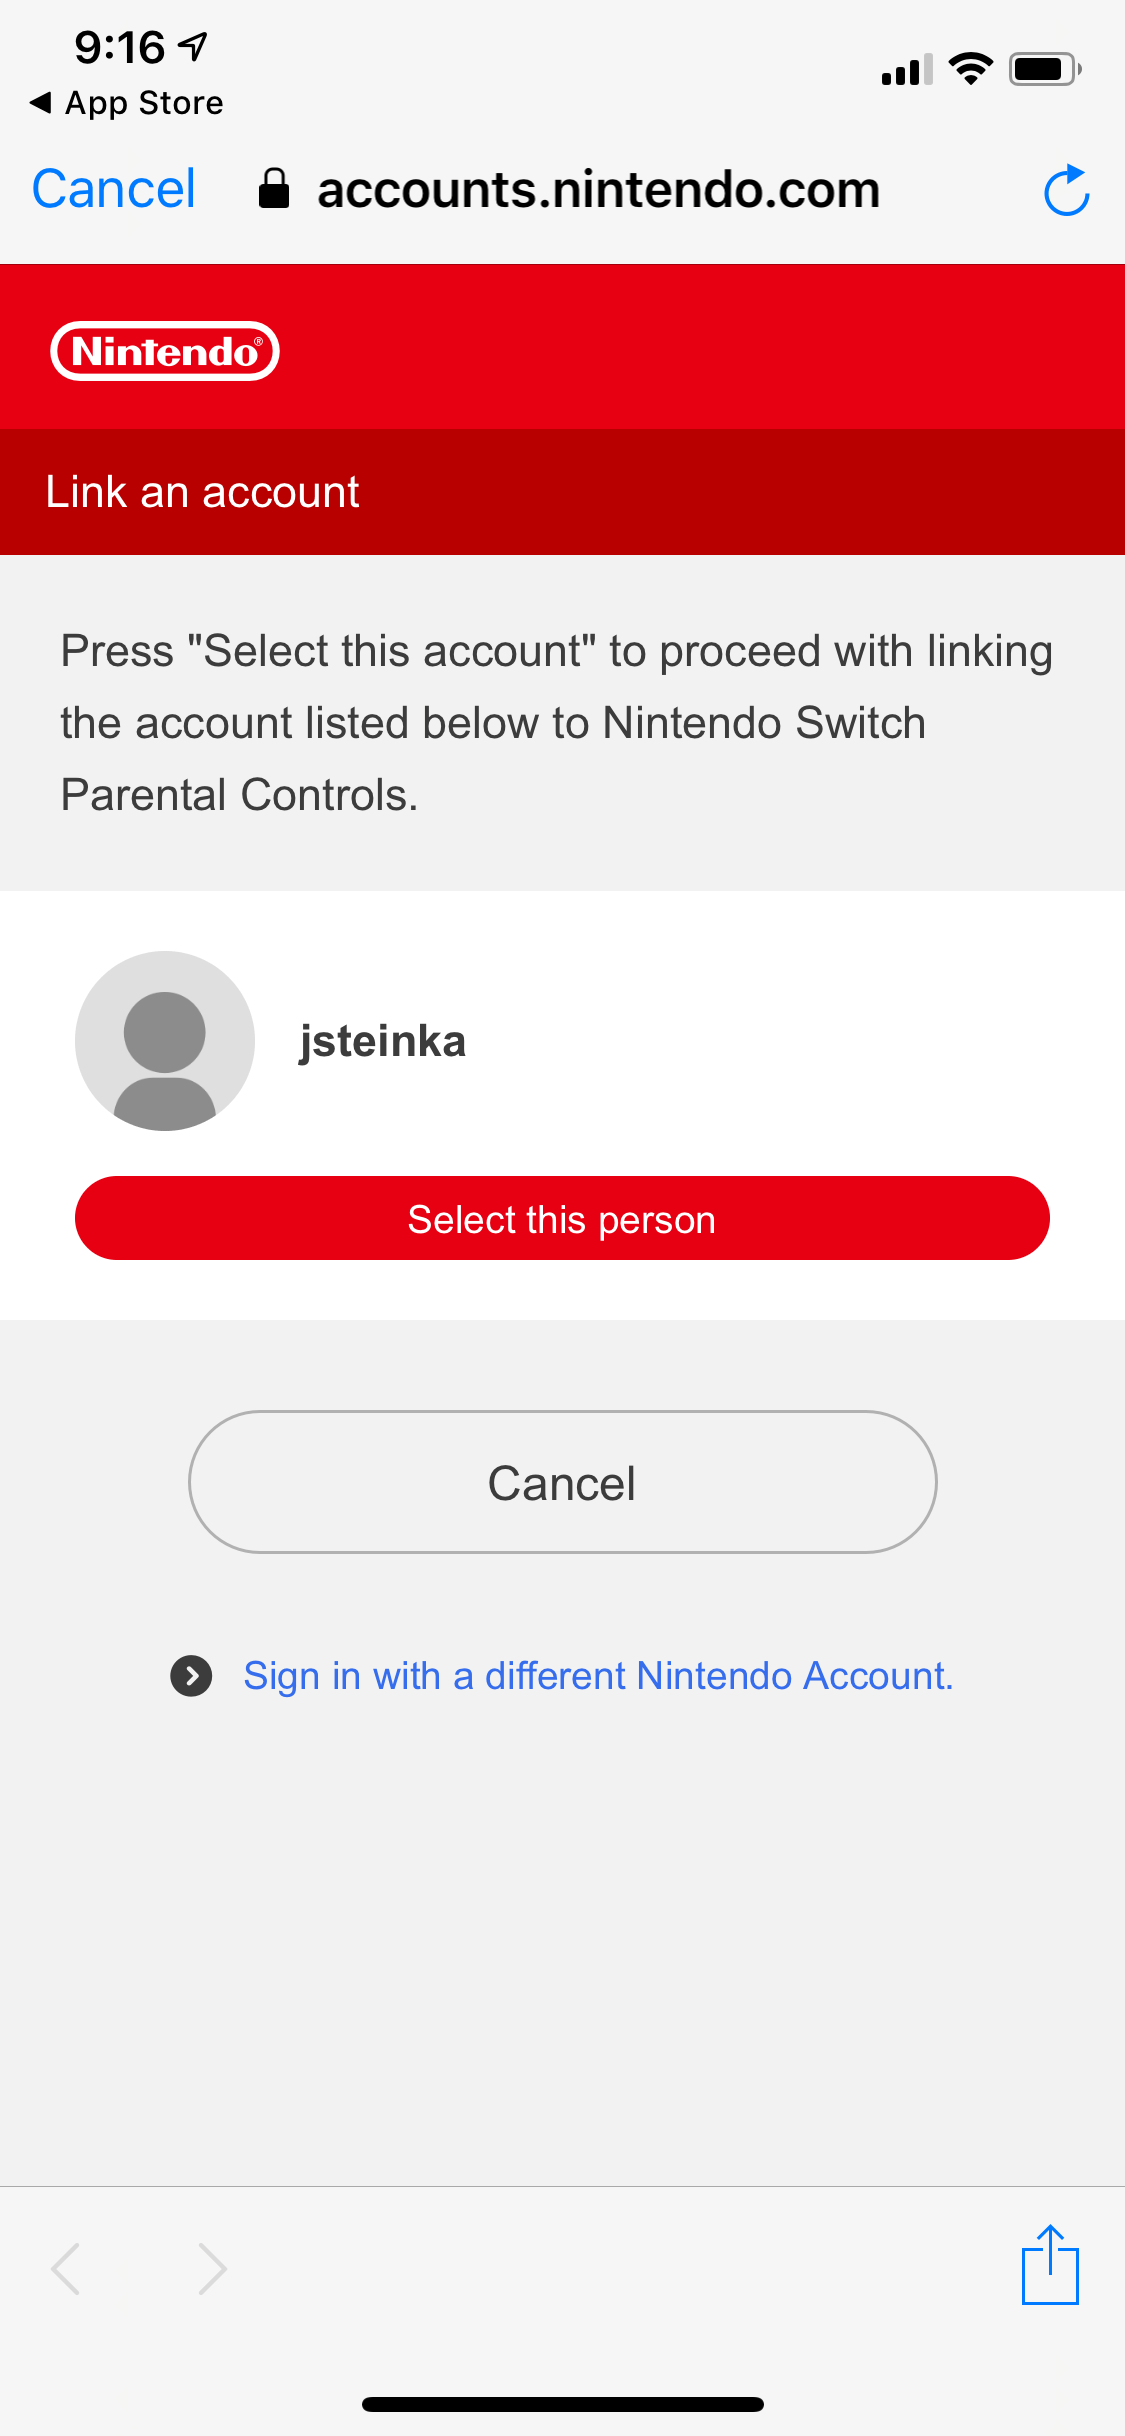 9:16
App Store
Cancel accounts.nintendo.com
Nintendo®
Link an account
Press "Select this account" to proceed with linking
the account listed below to Nintendo Switch
Parental Controls.
jsteinka
Select this person
Cancel
Sign in with a different Nintendo Account.